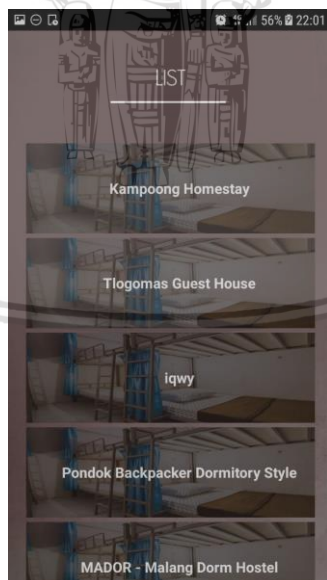 56% 22:01
LIST
Kampoong Homestay
Tlogomas Guest House
iqwy
Pondok Backpacker Dormitory Style
MADOR - Malang Dorm Hostel